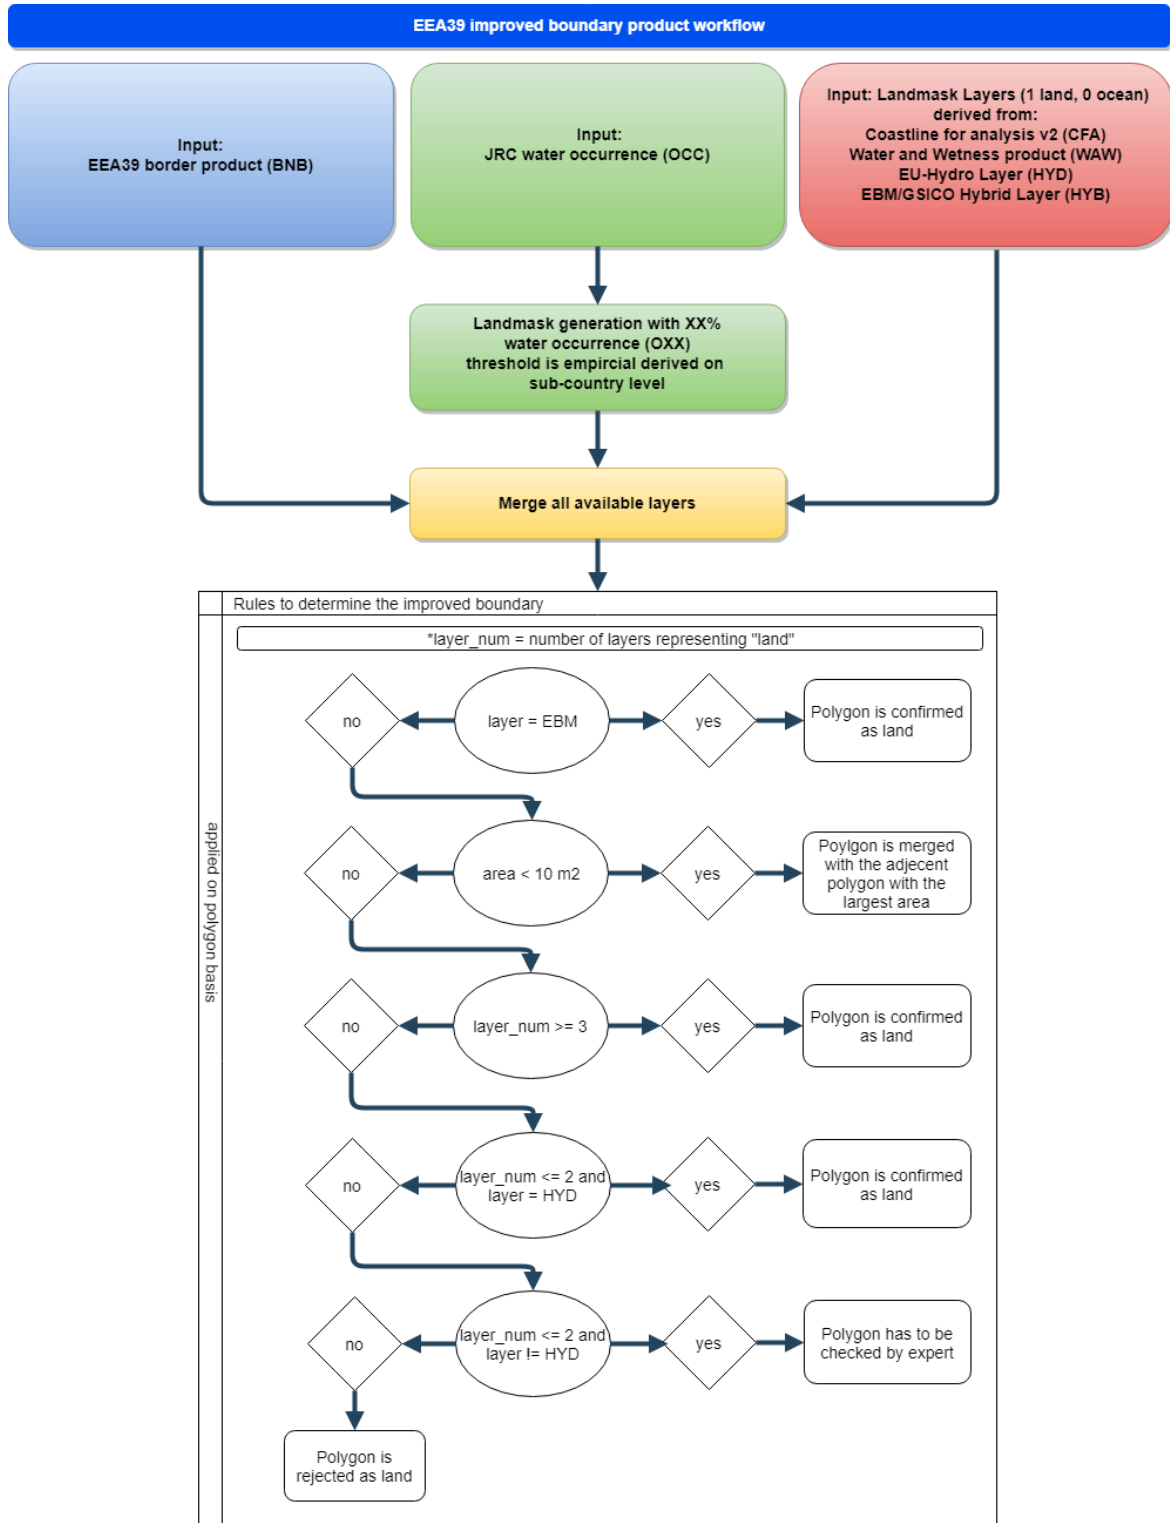 EEA39 improved boundary product workflow
Input:
EEA39 border product (BNB)
Input:
JRC water occurrence (OCC)
Input: Landmask Layers (1 land, 0 ocean)
derived from:
Coastline for analysis v2 (CFA)
Water and Wetness product (WAW)
EU-Hydro Layer (HYD)
EBM/GSICO Hybrid Layer (HYB)
Landmask generation with XX%
water occurrence (OXX)
threshold is empircial derived on
sub-country level
Merge all available layers
Rules to determine the improved boundary
*layer_num = number of layers representing "land"
applied on polygon basis
no
layer = EBM
yes
Polygon is confirmed
as land
no
area < 10 m2
yes
Poylgon is merged
with the adjecent
polygon with the
largest area
no
layer_num >= 3
yes
Polygon is confirmed
as land
no
layer_num <= 2 and
layer = HYD
yes
Polygon is confirmed
as land
no
layer_num <= 2 and
layer != HYD
yes
Polygon has to be
checked by expert
Polygon is
rejected as land